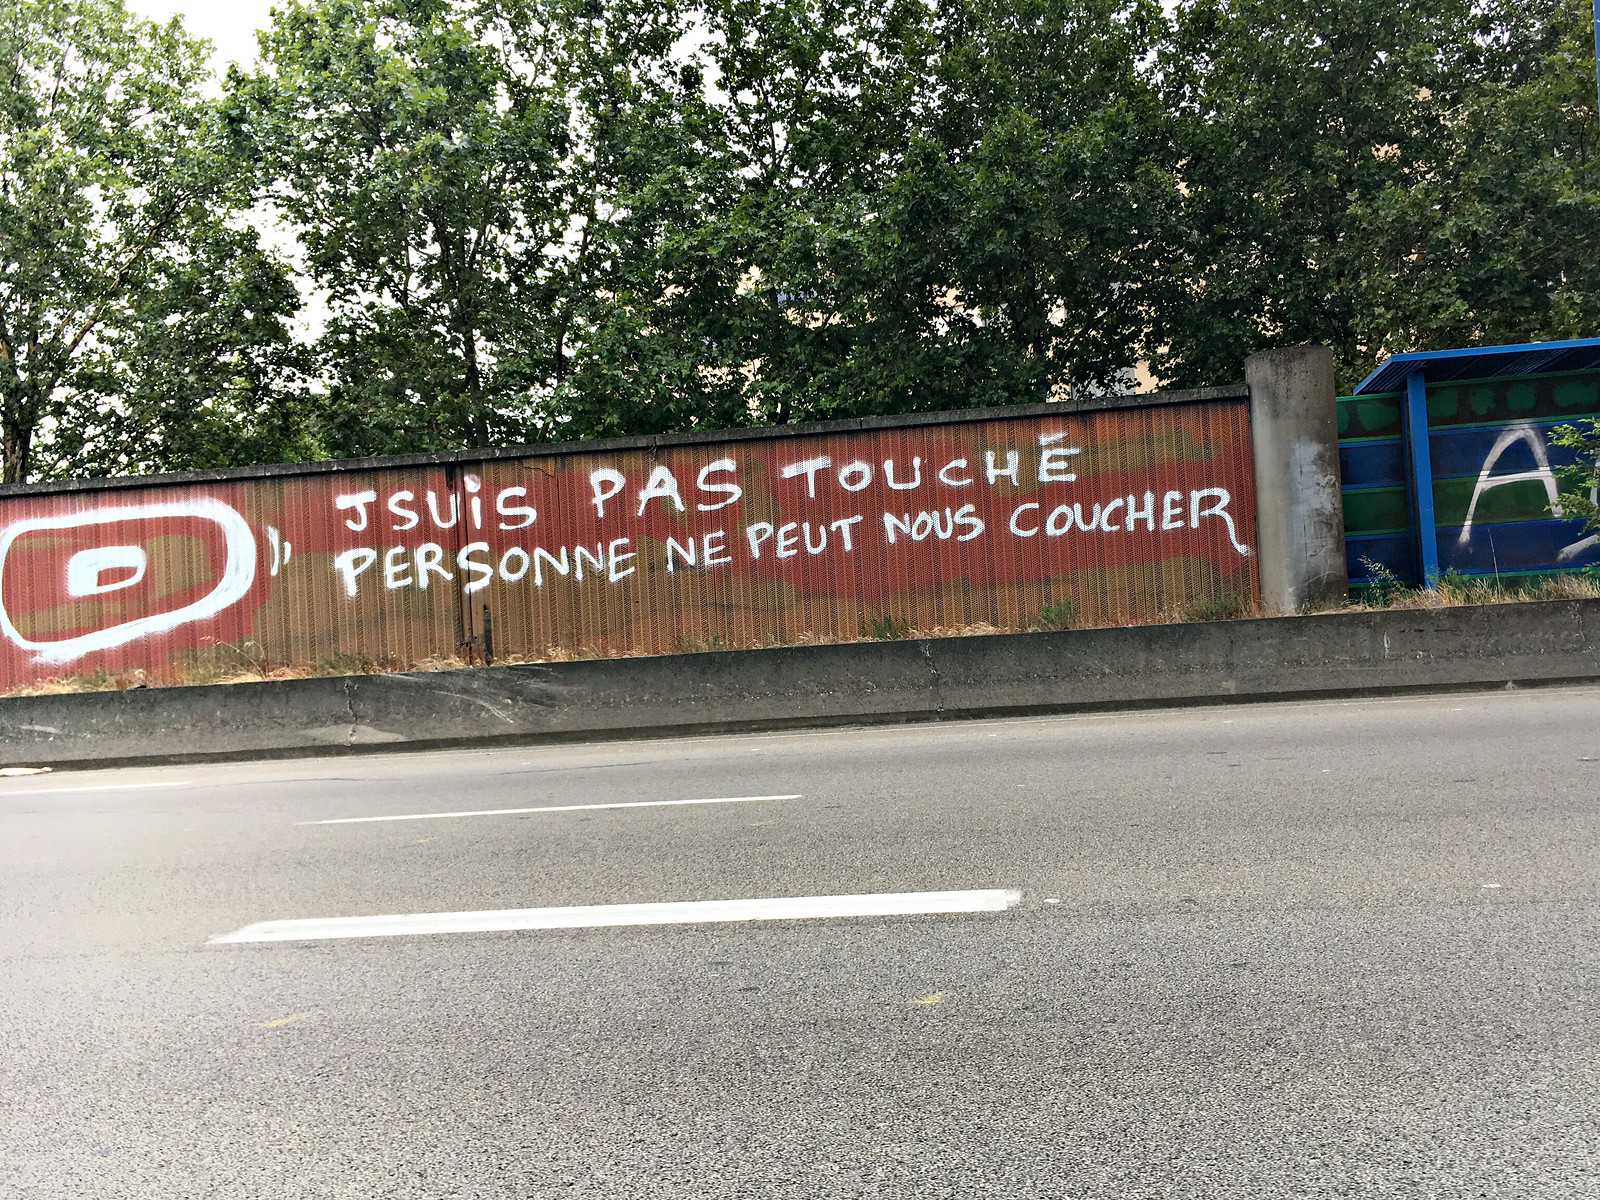 JSUiS PAS TOUCHÉ
PERSONNE NE PEUT NOUS COUCHER
A